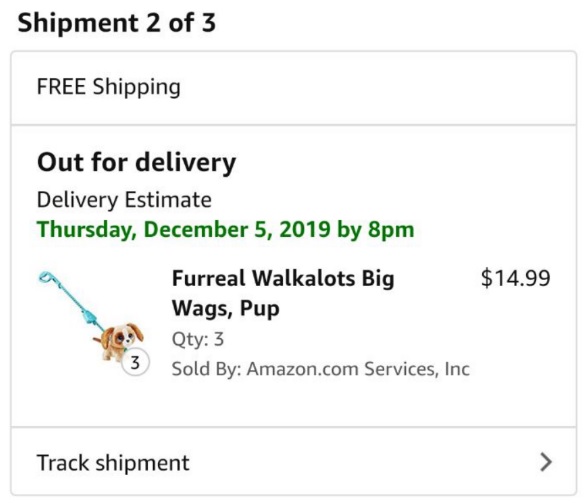 Shipment 2 of 3
FREE Shipping
Out for delivery
Delivery Estimate
Thursday, December 5, 2019 by 8pm
Furreal Walkalots Big $14.99
Wags, Pup
Qty: 3
3
Sold By: Amazon.com Services, Inc
Track shipment